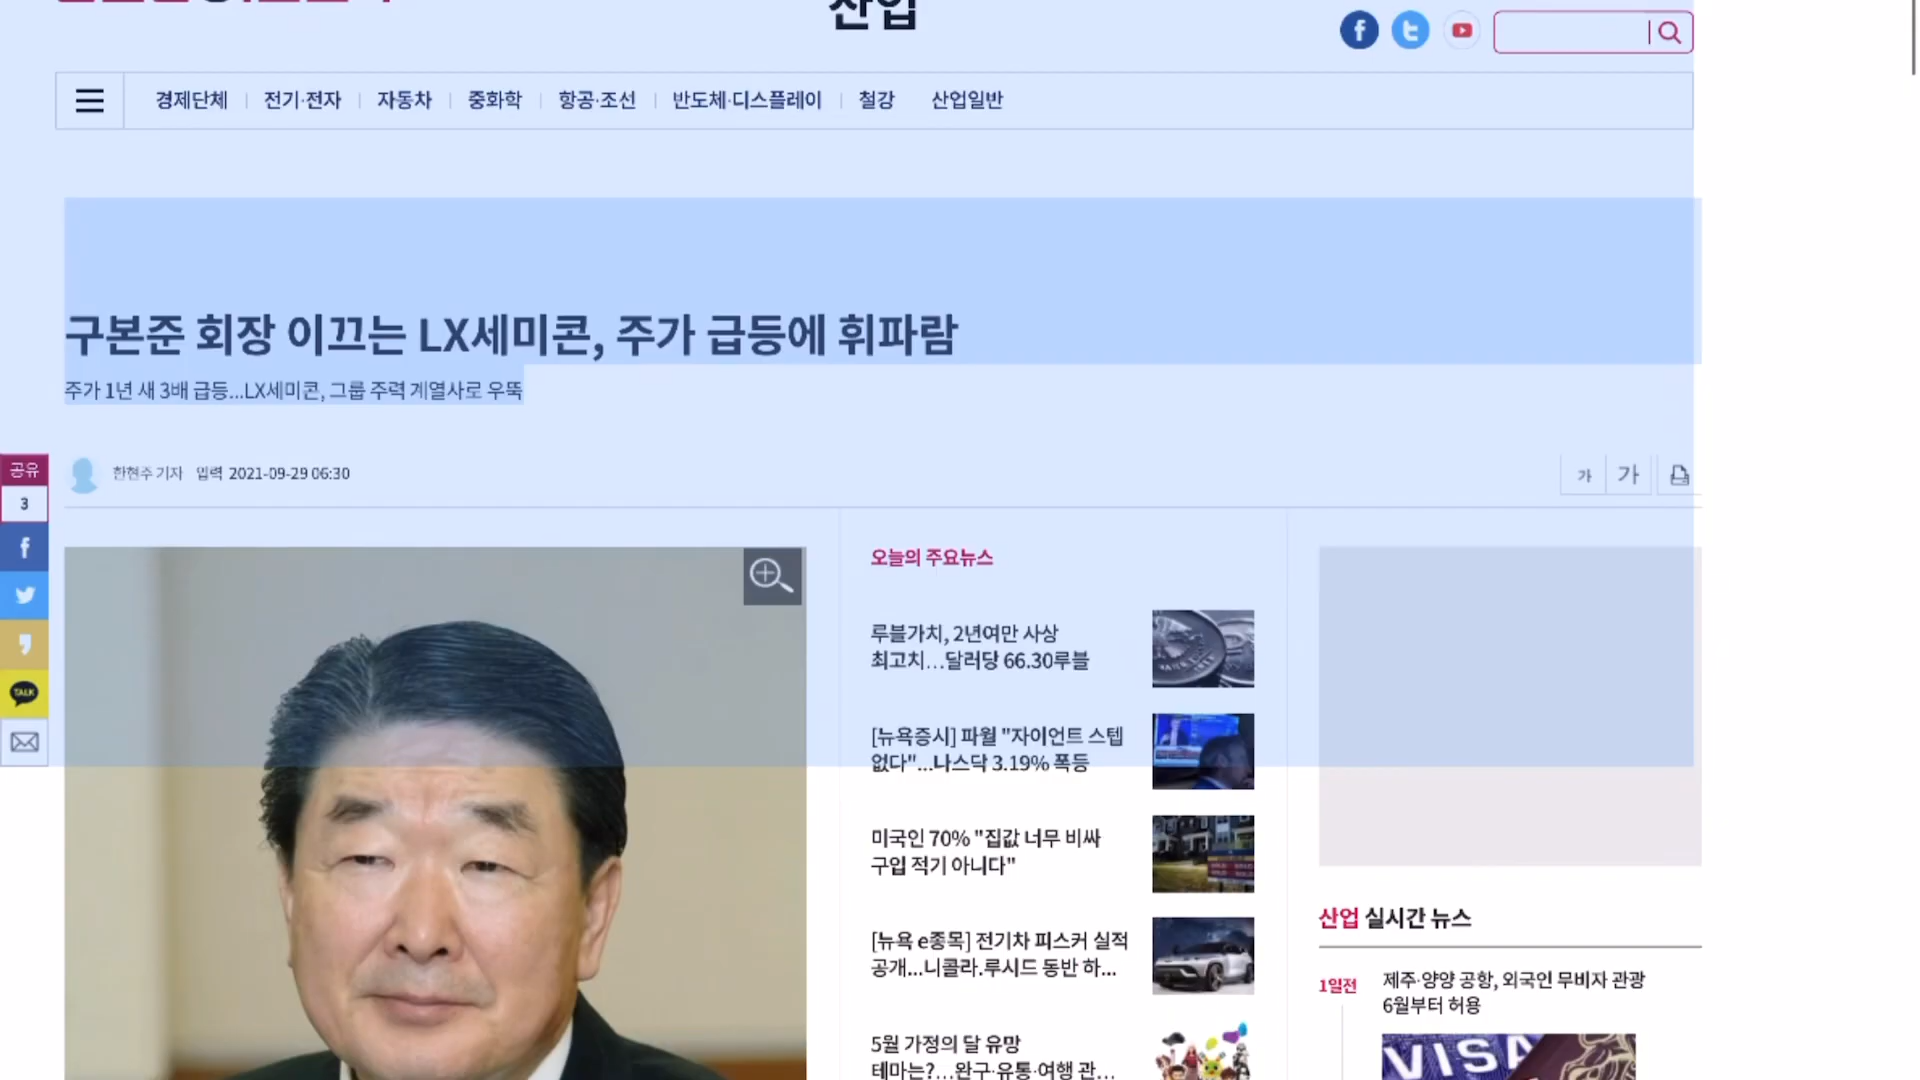 산업
경제단체
전기·전자
자동차
중화학
항공·조선
반도체·디스플레이
철강
산업일반
구본준 회장 이끄는 LX세미콘, 주가 급등에 휘파람
주가 1년 새 3배 급등...LX세미콘, 그룹 주력 계열사로 우뚝
공유
3
TALK
한현주 기자 입력 2021-09-29 06:30
가
가
오늘의 주요뉴스
루블가치, 2년여만 사상
최고치…달러당 66.30루블
[뉴욕증시] 파월 "자이언트 스텝
없다"...나스닥 3.19% 폭등
미국인 70% "집값 너무 비싸
구입 적기 아니다"
[뉴욕 e종목] 전기차 피스커 실적
공개...니콜라.루시드 동반 하...
5월 가정의 달 유망
테마는?…완구·유통·여행 관…
산업 실시간 뉴스
1일전
제주·양양 공항, 외국인 무비자 관광
6월부터 허용
VISA